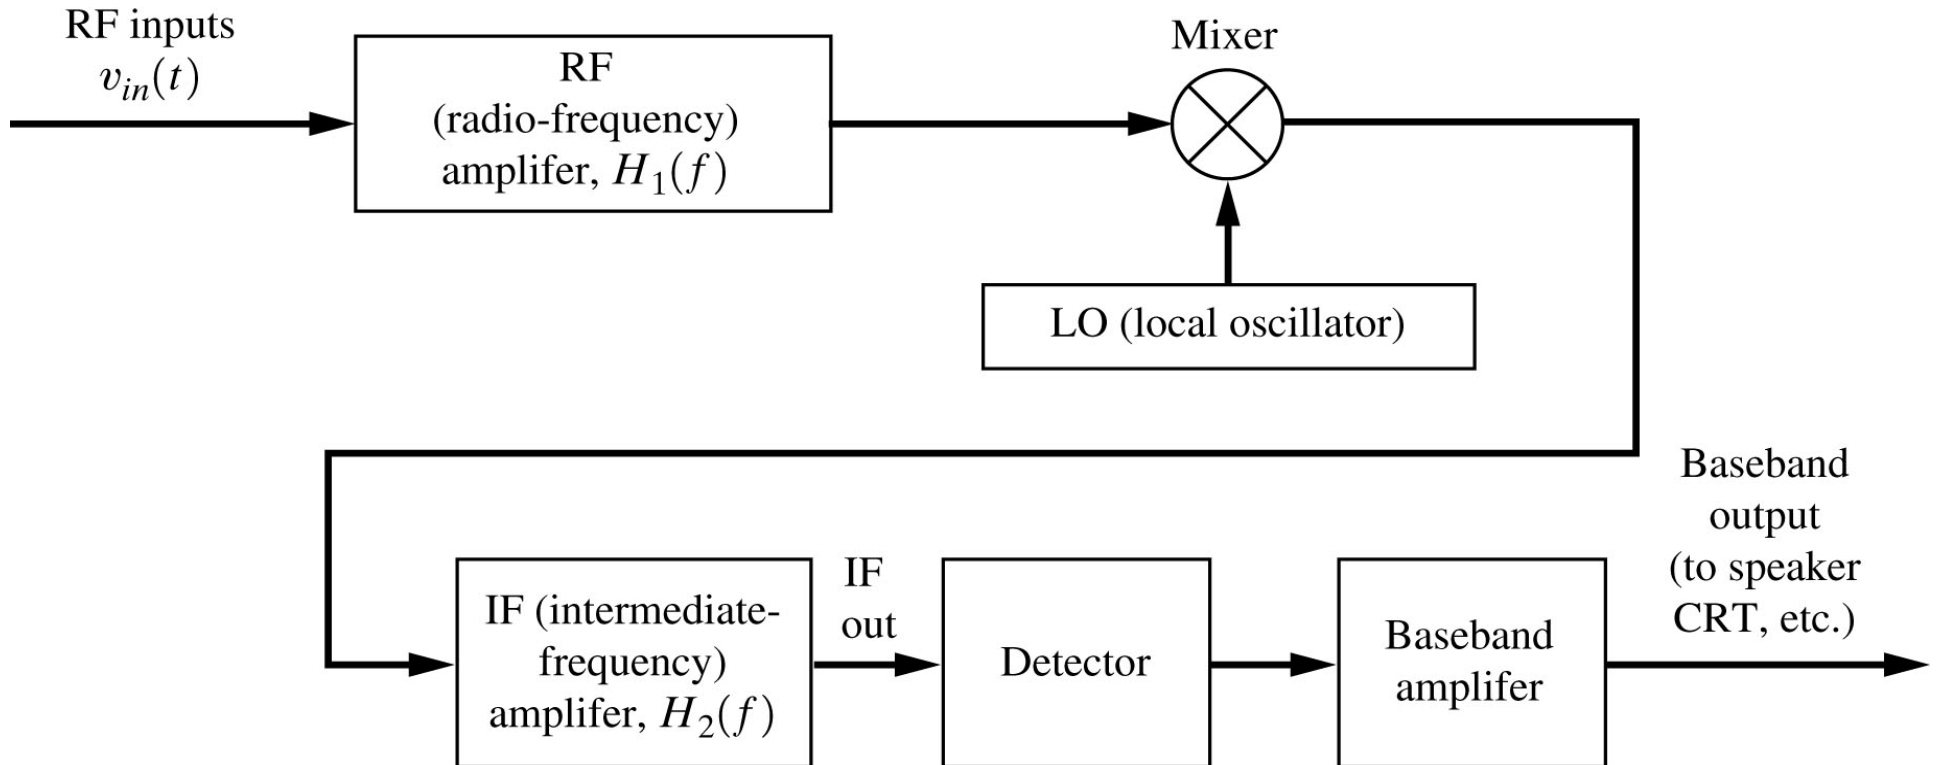 RF inputs
v_in(t)
RF
(radio-frequency)
amplifer, H_1(f)
Mixer
LO (local oscillator)
IF (intermediate-
frequency)
amplifer, H_2(f)
IF
out
Detector
Baseband
amplifer
Baseband
output
(to speaker
CRT, etc.)